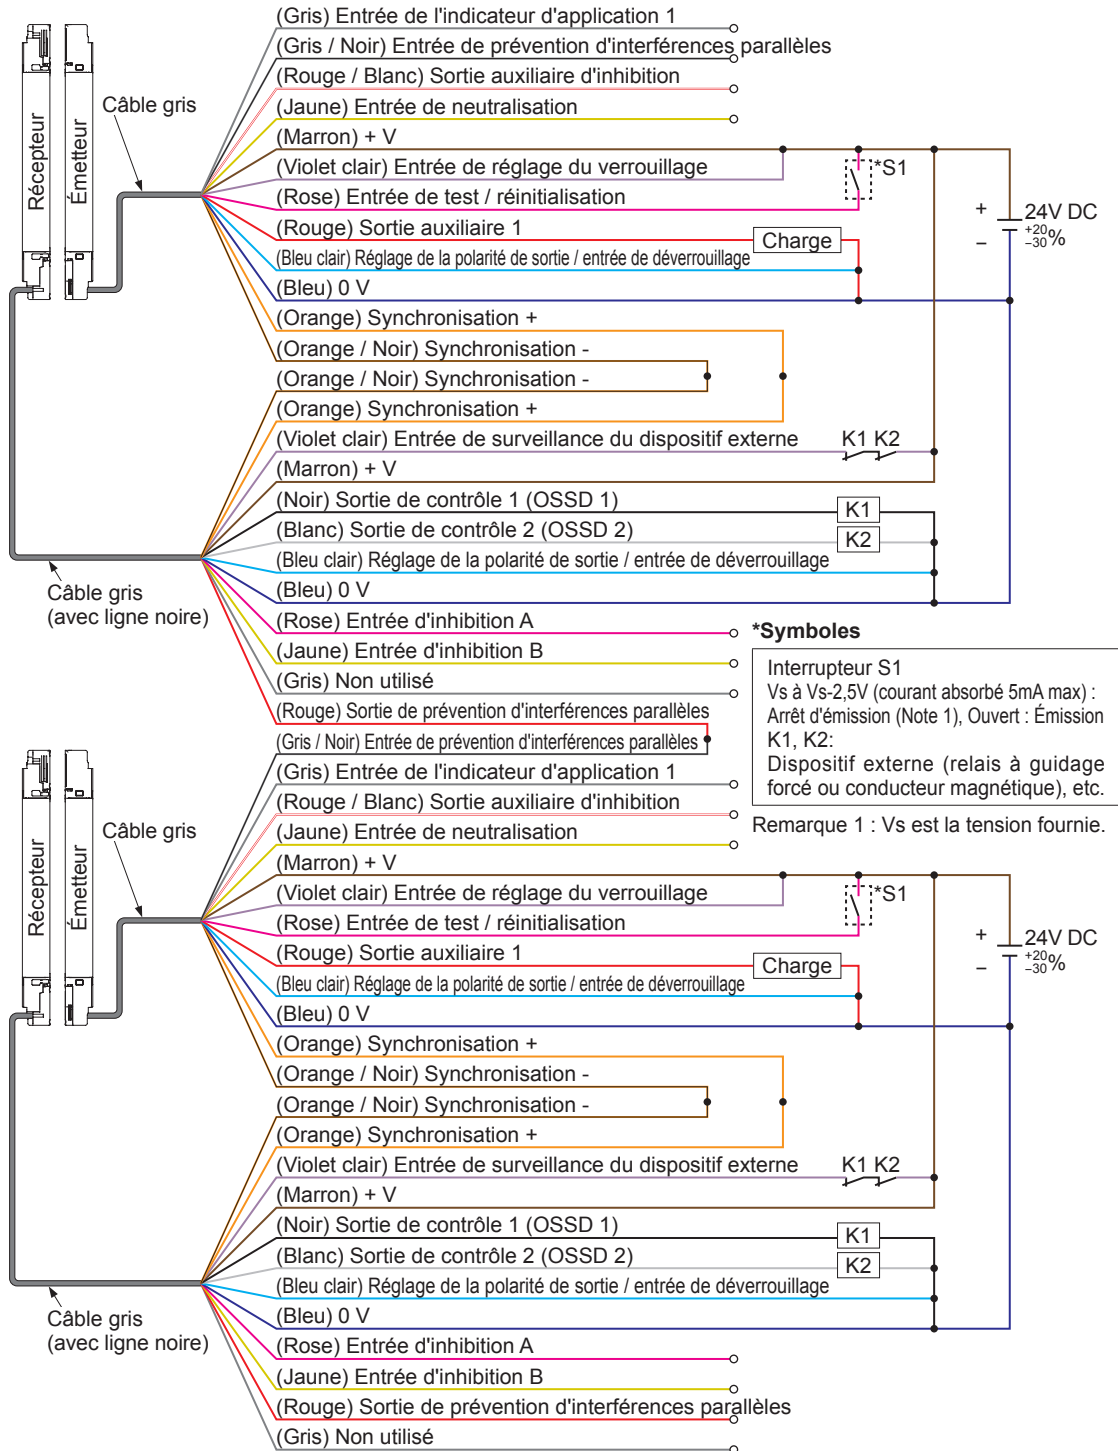 (Gris) Entrée de l'indicateur d'application 1
(Gris / Noir) Entrée de prévention d'interférences parallèles
(Rouge / Blanc) Sortie auxiliaire d'inhibition
(Jaune) Entrée de neutralisation
(Marron) + V
(Violet clair) Entrée de réglage du verrouillage
(Rose) Entrée de test / réinitialisation
(Rouge) Sortie auxiliaire 1
(Bleu clair) Réglage de la polarité de sortie / entrée de déverrouillage
(Bleu) 0 V
(Orange) Synchronisation +
(Orange / Noir) Synchronisation -
(Orange / Noir) Synchronisation -
(Orange) Synchronisation +
(Violet clair) Entrée de surveillance du dispositif externe
(Marron) + V
(Noir) Sortie de contrôle 1 (OSSD 1)
(Blanc) Sortie de contrôle 2 (OSSD 2)
(Bleu clair) Réglage de la polarité de sortie / entrée de déverrouillage
(Bleu) 0 V
(Rose) Entrée d'inhibition A
(Jaune) Entrée d'inhibition B
(Gris) Non utilisé
(Rouge) Sortie de prévention d'interférences parallèles
Récepteur
Émetteur
Câble gris
Câble gris
(avec ligne noire)
*S1
Charge
+
24V DC
+20
-30 %
–
K1 K2
K1
K2
*Symboles
Interrupteur S1
Vs à Vs-2,5V (courant absorbé 5mA max) :
Arrêt d'émission (Note 1), Ouvert : Émission
K1, K2:
Dispositif externe (relais à guidage
forcé ou conducteur magnétique), etc.
Remarque 1 : Vs est la tension fournie.
(Gris / Noir) Entrée de prévention d'interférences parallèles
(Gris) Entrée de l'indicateur d'application 1
(Rouge / Blanc) Sortie auxiliaire d'inhibition
(Jaune) Entrée de neutralisation
(Marron) + V
(Violet clair) Entrée de réglage du verrouillage
(Rose) Entrée de test / réinitialisation
(Rouge) Sortie auxiliaire 1
(Bleu clair) Réglage de la polarité de sortie / entrée de déverrouillage
(Bleu) 0 V
(Orange) Synchronisation +
(Orange / Noir) Synchronisation -
(Orange / Noir) Synchronisation -
(Orange) Synchronisation +
(Violet clair) Entrée de surveillance du dispositif externe
(Marron) + V
(Noir) Sortie de contrôle 1 (OSSD 1)
(Blanc) Sortie de contrôle 2 (OSSD 2)
(Bleu clair) Réglage de la polarité de sortie / entrée de déverrouillage
(Bleu) 0 V
(Rose) Entrée d'inhibition A
(Jaune) Entrée d'inhibition B
(Rouge) Sortie de prévention d'interférences parallèles
(Gris) Non utilisé
Récepteur
Émetteur
Câble gris
Câble gris
(avec ligne noire)
*S1
Charge
+
24V DC
+20
-30 %
–
K1 K2
K1
K2